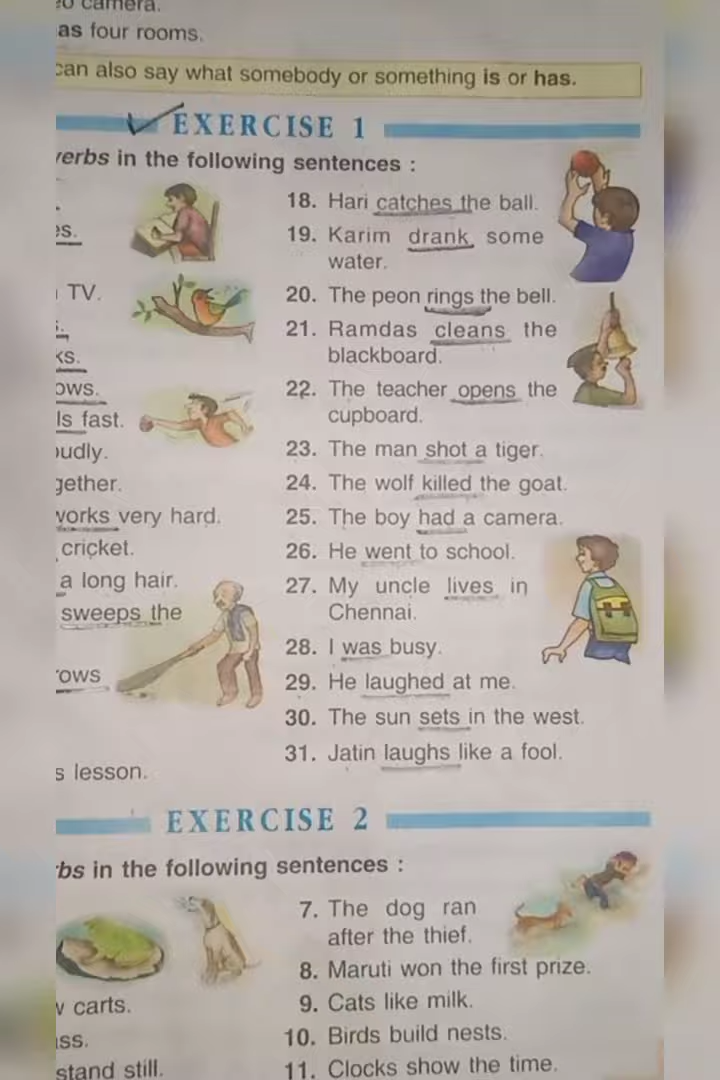 camera.
as four rooms.
can also say what somebody or something is or has.
EXERCISE 1
verbs in the following sentences :
TV.
fast.
gether.
works very hard.
cricket.
a long hair.
sweeps the
s lesson.
18. Hari catches the ball.
19. Karim drank some
water.
20. The peon rings the bell.
21. Ramdas cleans the
blackboard.
22. The teacher opens the
cupboard.
23. The man shot a tiger.
24. The wolf killed the goat.
25. The boy had a camera.
26. He went to school.
27. My uncle lives in
Chennai.
28. I was busy.
29. He laughed at me.
30. The sun sets in the west.
31. Jatin laughs like a fool.
EXERCISE 2
rbs in the following sentences :
carts.
stand still.
7. The dog ran
after the thief.
8. Maruti won the first prize.
9. Cats like milk.
10. Birds build nests.
11. Clocks show the time.